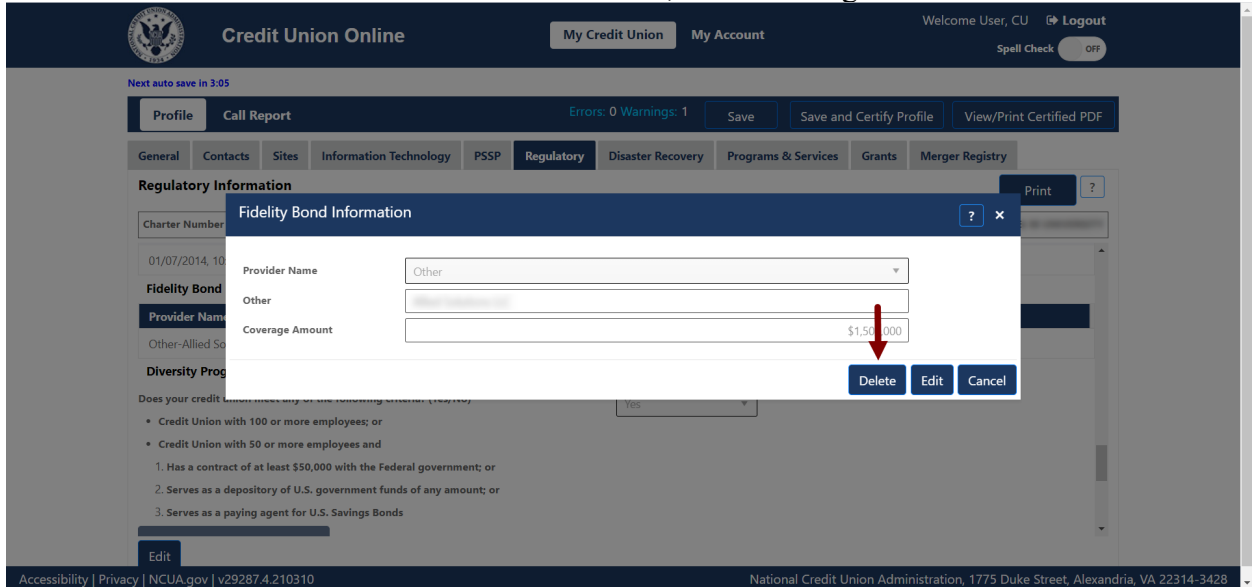 Credit Union Online
My Credit Union
My Account
Welcome User, CU
Logout
Spell Check
OFF
Next auto save in 3:05
Profile
Call Report
Errors: 0 Warnings: 1
Save
Save and Certify Profile
View/Print Certified PDF
General
Contacts
Sites
Information Technology
PSSP
Regulatory
Disaster Recovery
Programs & Services
Grants
Merger Registry
Regulatory Information
Print
?
Charter Number
Fidelity Bond Information
?
×
01/07/2014, 10
Provider Name
Other
Fidelity Bond
Other
Provider Name
Coverage Amount
Other-Allied So
Diversity Prog
Delete
Edit
Cancel
Does your credit union meet any of the following criteria? (Yes/No)
Yes
• Credit Union with 100 or more employees; or
• Credit Union with 50 or more employees and
1. Has a contract of at least $50,000 with the Federal government; or
2. Serves as a depository of U.S. government funds of any amount; or
3. Serves as a paying agent for U.S. Savings Bonds
Edit
Accessibility | Privacy | NCUA.gov | v29287.4.210310
National Credit Union Administration, 1775 Duke Street, Alexandria, VA 22314-3428